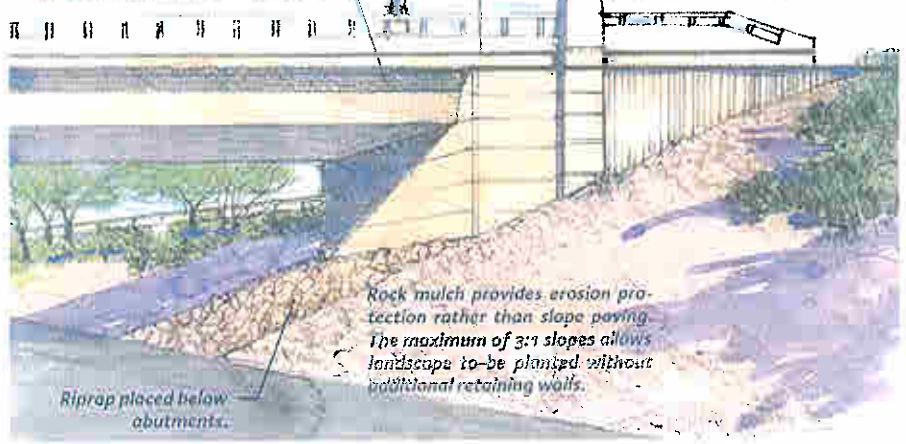 Rock mulch provides erosion pro-
tection rather than slope paving.
The maximum of 3:1 slopes allows
landscape to be planted without
additional retaining walls.
Riprap placed below
abutments.